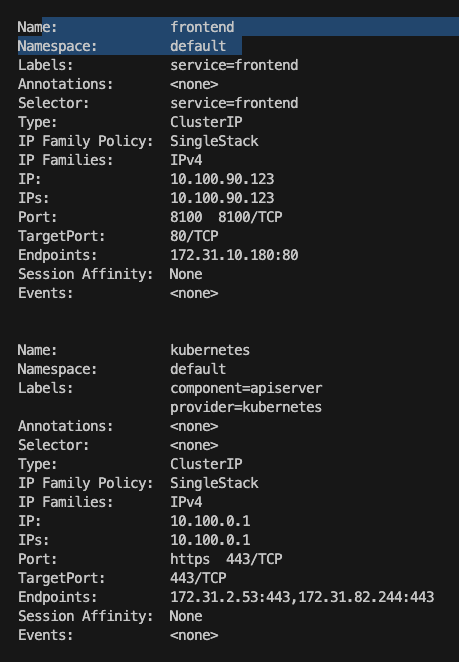 Name:              frontend
Namespace:         default
Labels:            service=frontend
Annotations:       <none>
Selector:          service=frontend
Type:              ClusterIP
IP Family Policy:  SingleStack
IP Families:       IPv4
IP:                10.100.90.123
IPs:               10.100.90.123
Port:              8100  8100/TCP
TargetPort:        80/TCP
Endpoints:         172.31.10.180:80
Session Affinity:  None
Events:            <none>

Name:              kubernetes
Namespace:         default
Labels:            component=apiserver
                   provider=kubernetes
Annotations:       <none>
Selector:          <none>
Type:              ClusterIP
IP Family Policy:  SingleStack
IP Families:       IPv4
IP:                10.100.0.1
IPs:               10.100.0.1
Port:              https  443/TCP
TargetPort:        443/TCP
Endpoints:         172.31.2.53:443,172.31.82.244:443
Session Affinity:  None
Events:            <none>